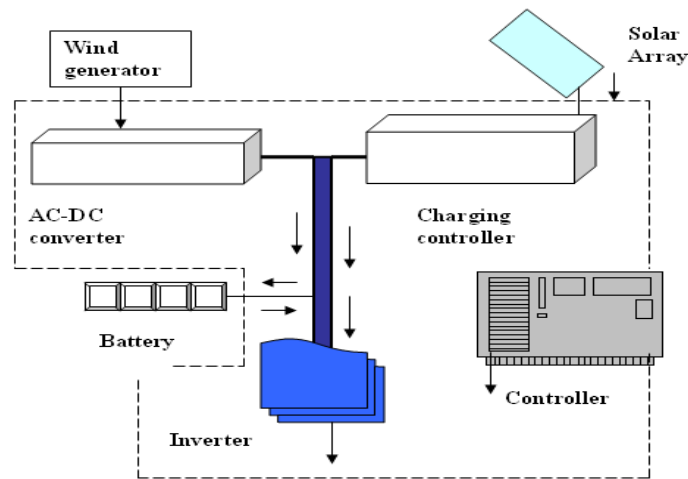 Wind
generator
Solar
Array
AC-DC
converter
Charging
controller
Battery
Controller
Inverter